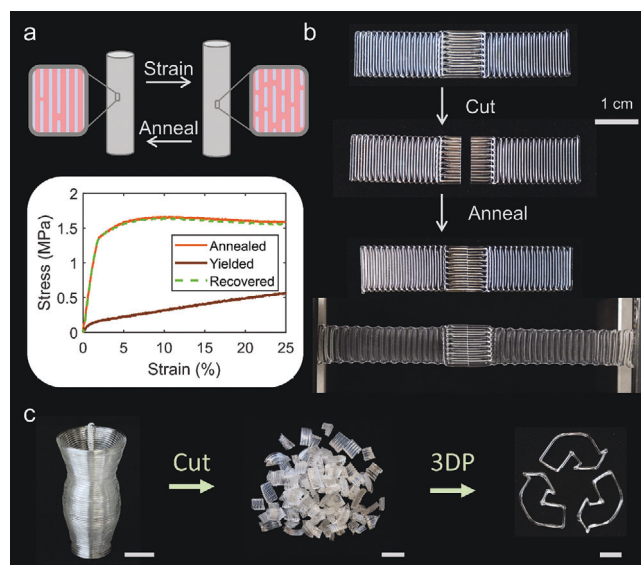 a
Strain
Anneal
Stress (MPa)
2
1.5
1
0.5
0
Annealed
Yielded
Recovered
0 5 10 15 20 25
Strain (%)
b
Cut
1 cm
Anneal
c
Cut
3DP